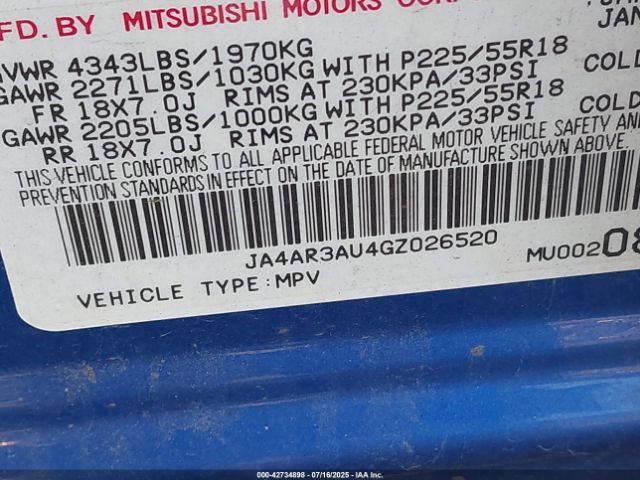 MFD. BY MITSUBISHI MOTORS CORPO
JAN
GVWR 4343LBS/1970KG
GAWR 2271LBS/1030KG WITH P225/55R18
FR 18X7.0J RIMS AT 230KPA/33PSI COLD
GAWR 2205LBS/1000KG WITH P225/55R18
RR 18X7.0J RIMS AT 230KPA/33PSI COLD
THIS VEHICLE CONFORMS TO ALL APPLICABLE FEDERAL MOTOR VEHICLE SAFETY AND
PREVENTION STANDARDS IN EFFECT ON THE DATE OF MANUFACTURE SHOWN ABOVE.
JA4AR3AU4GZ026520
MU00208
VEHICLE TYPE:MPV
000-42734898 - 07/16/2025 - IAA Inc.